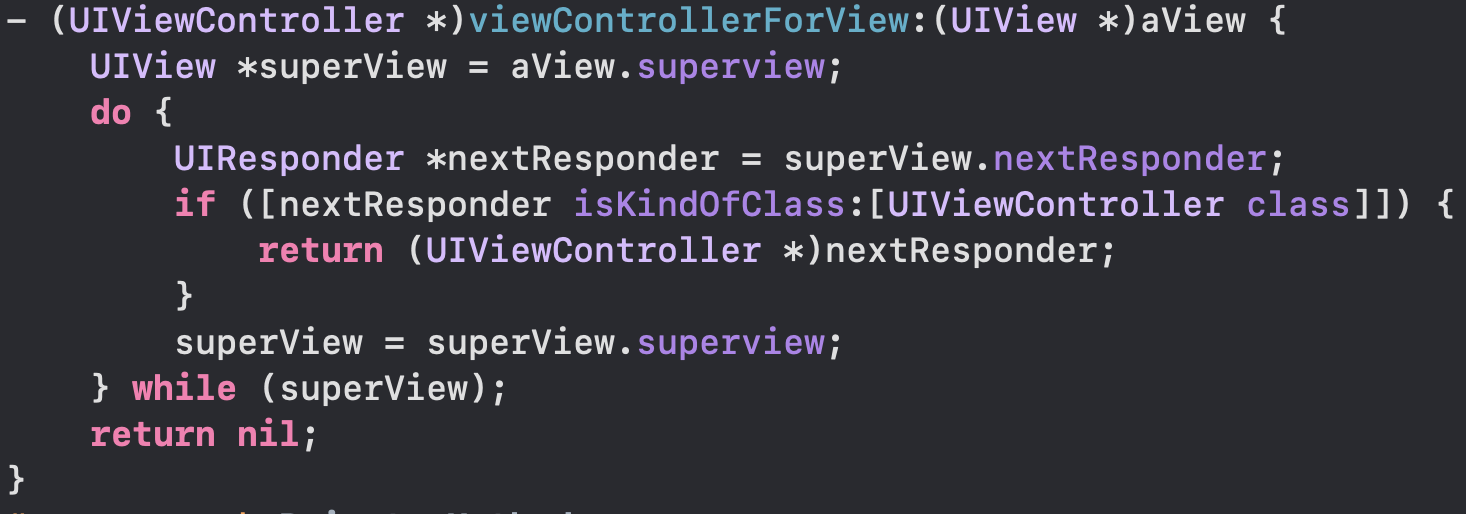 - (UIViewController *)viewControllerForView:(UIView *)aView {
    UIView *superView = aView.superview;
    do {
        UIResponder *nextResponder = superView.nextResponder;
        if ([nextResponder isKindOfClass:[UIViewController class]]) {
            return (UIViewController *)nextResponder;
        }
        superView = superView.superview;
    } while (superView);
    return nil;
}